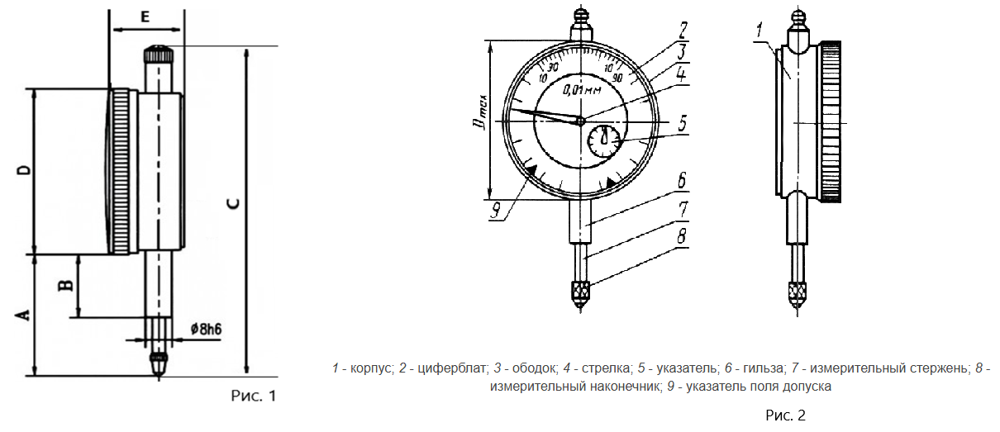 E
D
C
B
A
ø8h6
Рис. 1
1
2
3
4
5
6
7
8
9
Dmax
10 90 10 90
0,01мм
1 - корпус; 2 - циферблат; 3 - ободок; 4 - стрелка; 5 - указатель; 6 - гильза; 7 - измерительный стержень; 8 -
измерительный наконечник; 9 - указатель поля допуска
Рис. 2